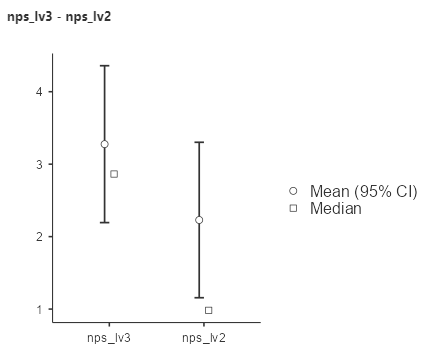 nps_lv3 - nps_lv2
4
3
2
1
nps_lv3 nps_lv2
Mean (95% CI)
Median